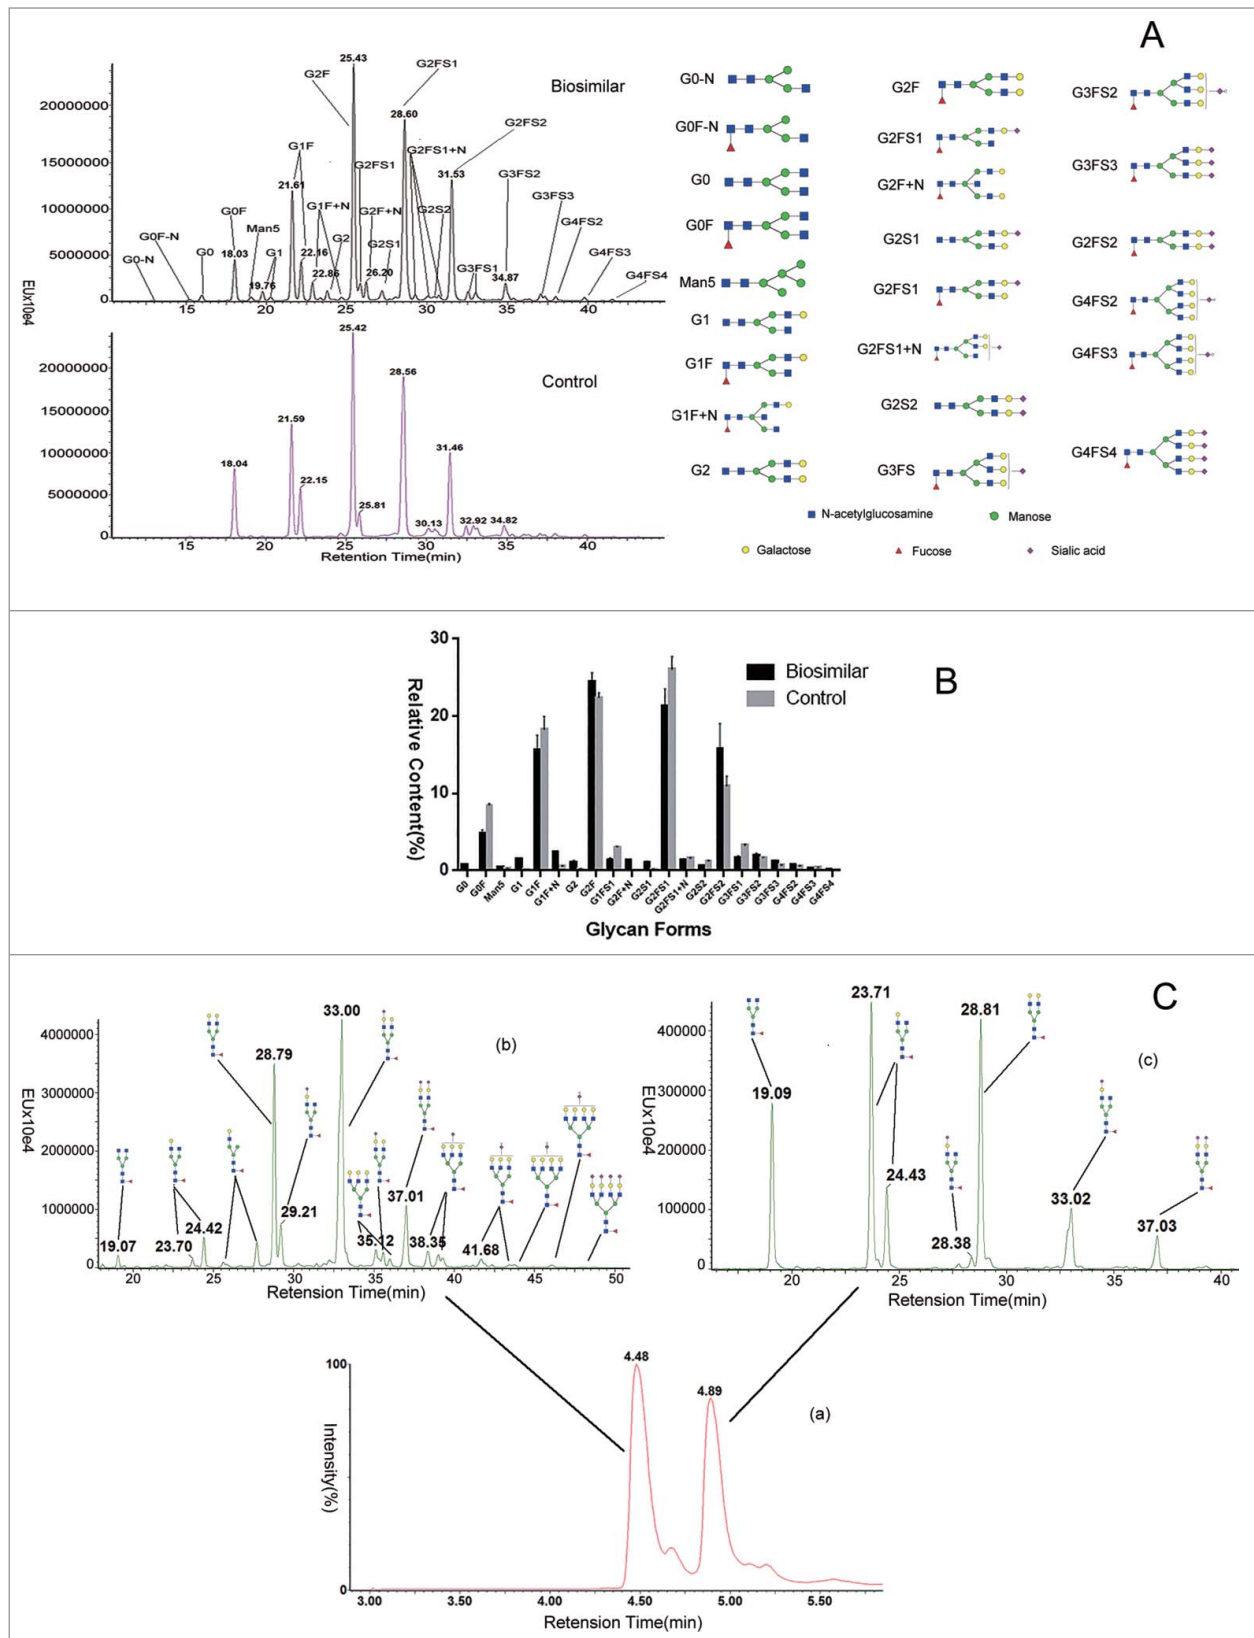 A
Biosimilar
EUx10e4
20000000
15000000
10000000
5000000
0
G0-N
G0F-N
G0
G0F
18.03
Man5
19.76
G1
21.61
G1F
22.16
G1F+N
22.86
G2
G2F
25.43
G2FS1
G2F+N
26.20
G2S1
28.60
G2FS1
G2FS1+N
G2S2
31.53
G2FS2
G3FS1
G3FS2
34.87
G3FS3
G4FS2
G4FS3
G4FS4
15 20 25 30 35 40
Control
20000000
15000000
10000000
5000000
0
18.04
21.59
22.15
25.42
25.81
28.56
30.13
31.46
32.92
34.82
15 20 25 30 35 40
Retention Time(min)
G0-N
G0F-N
G0
G0F
Man5
G1
G1F
G1F+N
G2
G2F
G2FS1
G2F+N
G2S1
G2FS1
G2FS1+N
G2S2
G3FS
G3FS2
G3FS3
G2FS2
G4FS2
G4FS3
G4FS4
N-acetylglucosamine
Manose
Galactose
Fucose
Sialic acid
B
Relative Content(%)
30
20
10
0
Biosimilar
Control
G0 G0F Man5 G1 G1F G1F+N G2 G2F G1FS1 G2F+N G2S1 G2FS1 G2FS1+N G2S2 G2FS2 G3FS1 G3FS2 G3FS3 G4FS2 G4FS3 G4FS4
Glycan Forms
C
(b)
EUx10e4
4000000
3000000
2000000
1000000
0
19.07
23.70
24.42
28.79
29.21
33.00
35.12
37.01
38.35
41.68
20 25 30 35 40 45 50
Retension Time(min)
(c)
EUx10e4
400000
300000
200000
100000
0
19.09
23.71
24.43
28.38
28.81
33.02
37.03
20 25 30 35 40
Retension Time(min)
(a)
Intensity(%)
100
0
4.48
4.89
3.00 3.50 4.00 4.50 5.00 5.50
Retension Time(min)